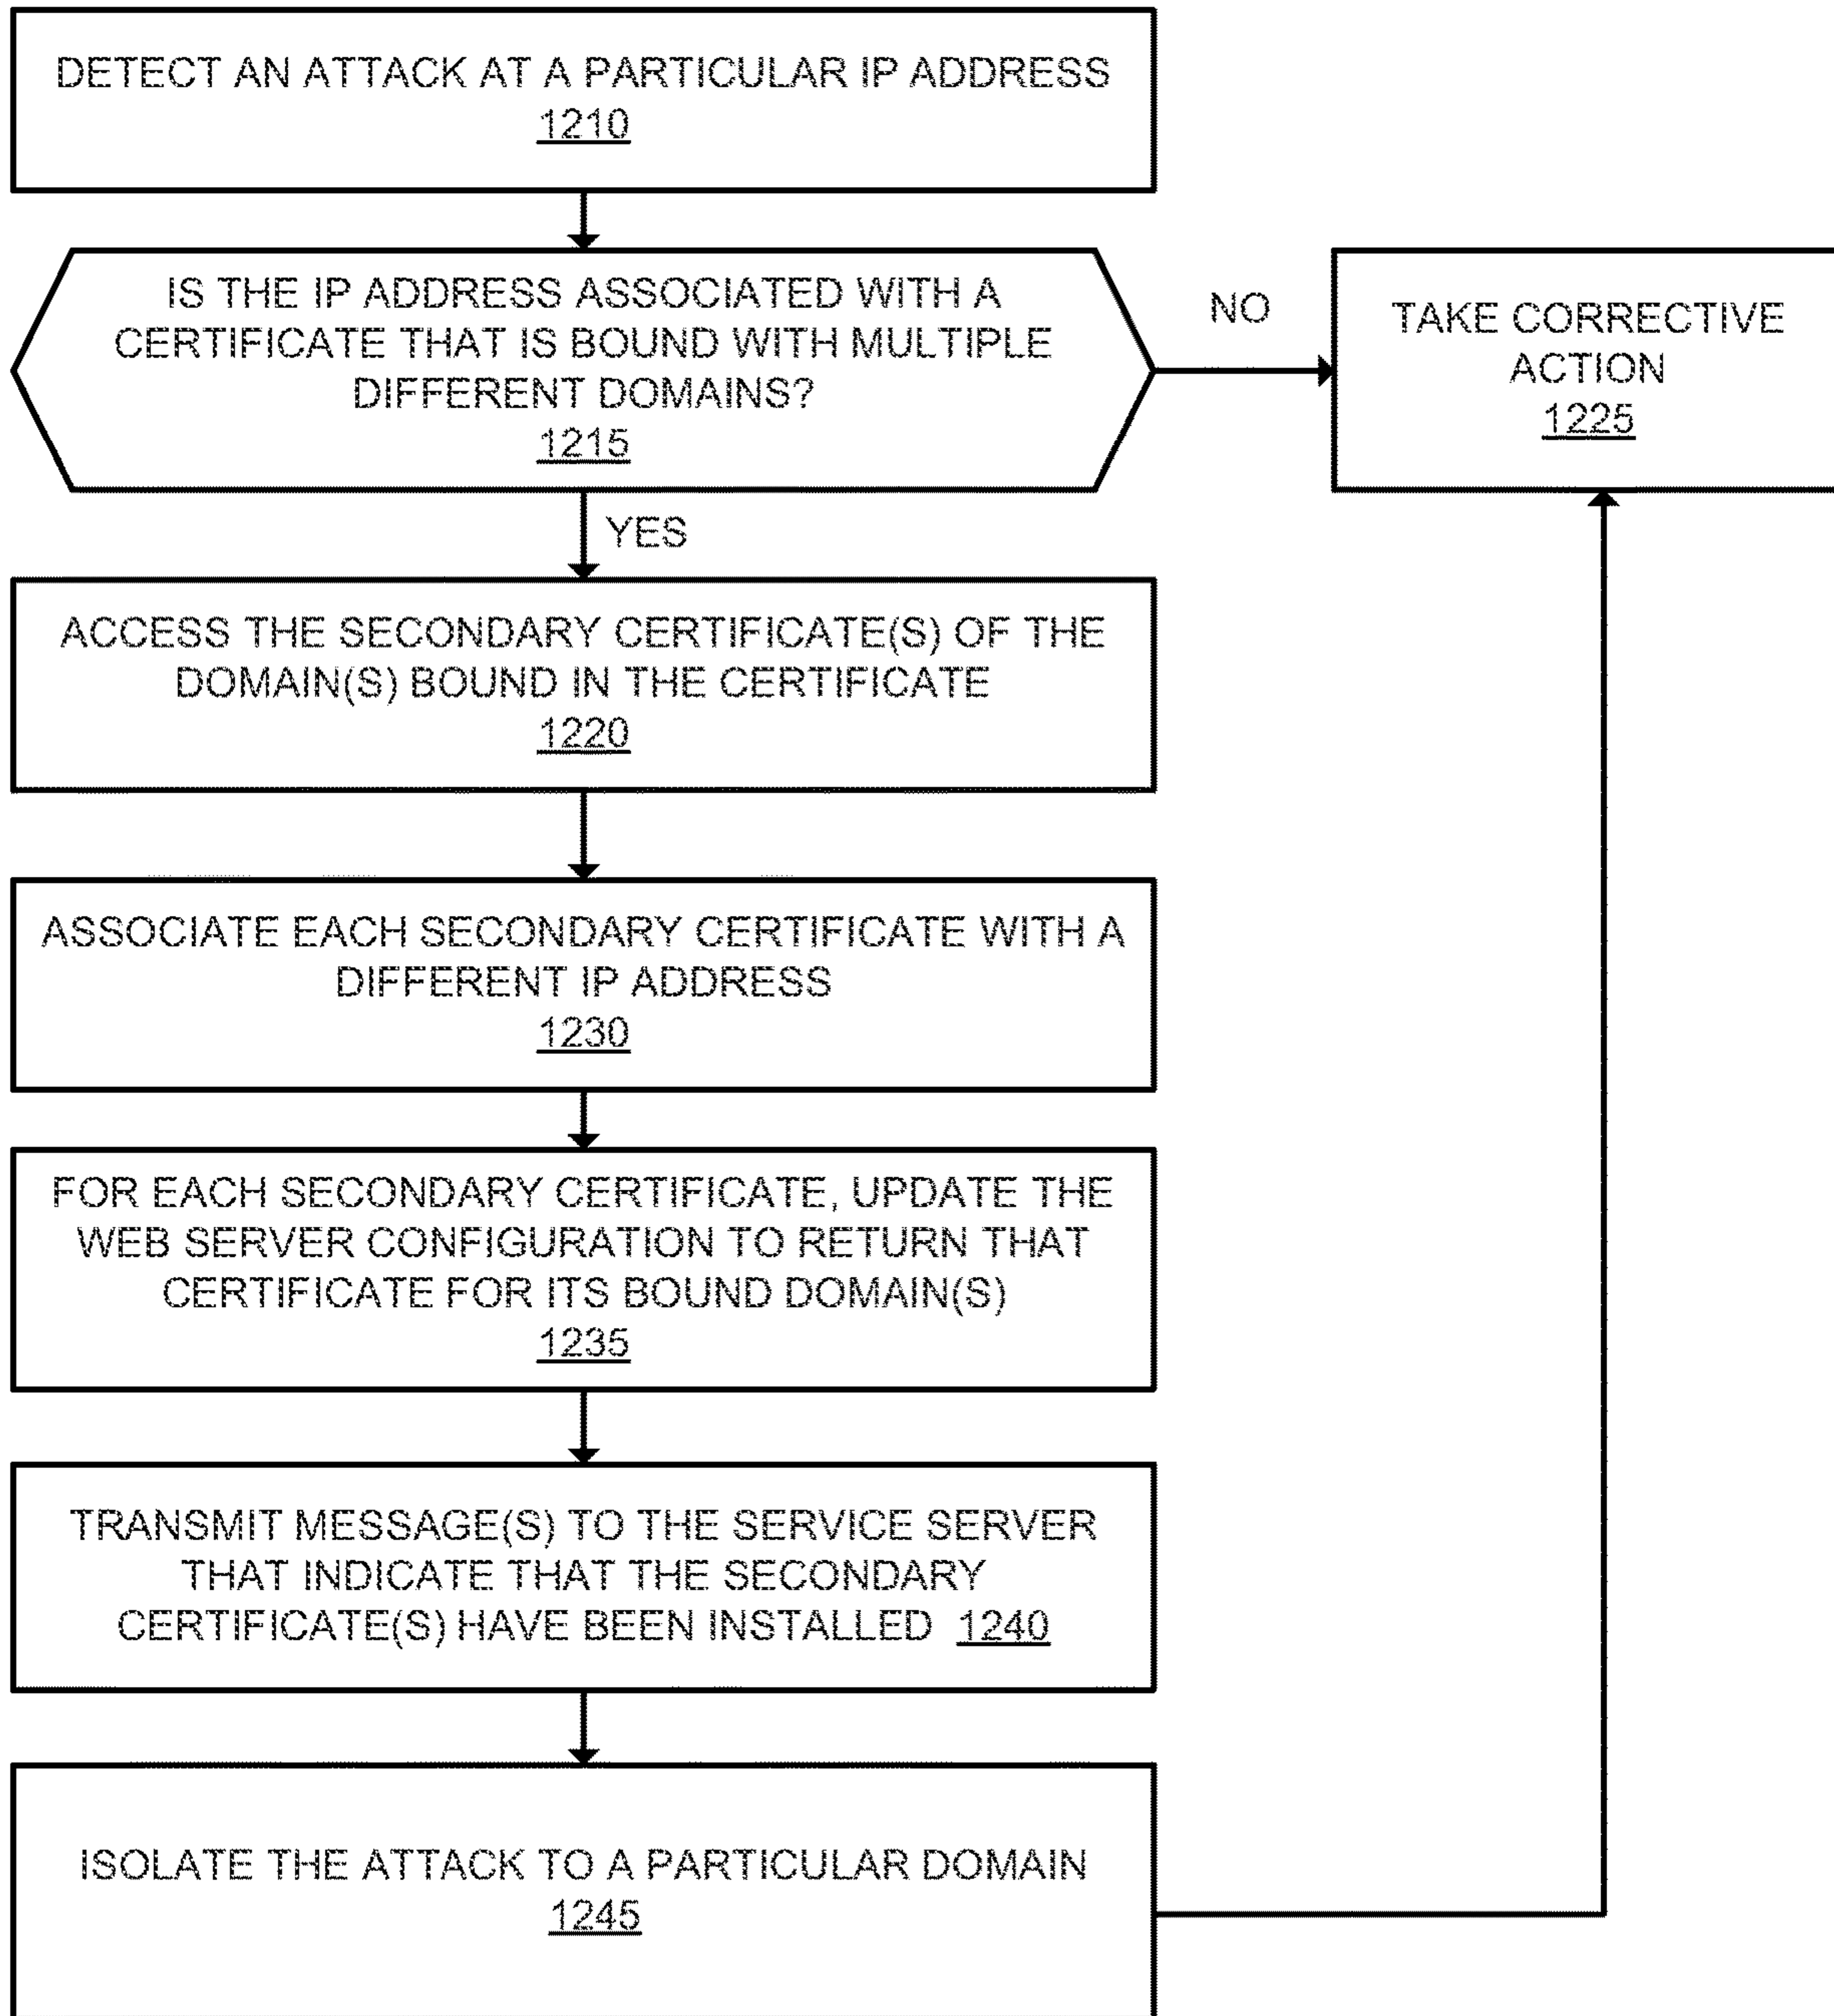 DETECT AN ATTACK AT A PARTICULAR IP ADDRESS
1210
IS THE IP ADDRESS ASSOCIATED WITH A
CERTIFICATE THAT IS BOUND WITH MULTIPLE
DIFFERENT DOMAINS?
1215
NO
TAKE CORRECTIVE
ACTION
1225
YES
ACCESS THE SECONDARY CERTIFICATE(S) OF THE
DOMAIN(S) BOUND IN THE CERTIFICATE
1220
ASSOCIATE EACH SECONDARY CERTIFICATE WITH A
DIFFERENT IP ADDRESS
1230
FOR EACH SECONDARY CERTIFICATE, UPDATE THE
WEB SERVER CONFIGURATION TO RETURN THAT
CERTIFICATE FOR ITS BOUND DOMAIN(S)
1235
TRANSMIT MESSAGE(S) TO THE SERVICE SERVER
THAT INDICATE THAT THE SECONDARY
CERTIFICATE(S) HAVE BEEN INSTALLED 1240
ISOLATE THE ATTACK TO A PARTICULAR DOMAIN
1245